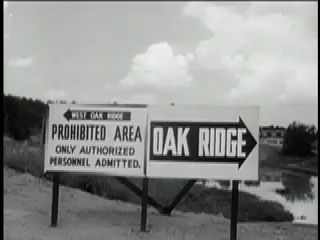 WEST OAK RIDGE
PROHIBITED AREA
ONLY AUTHORIZED
PERSONNEL ADMITTED.
OAK RIDGE